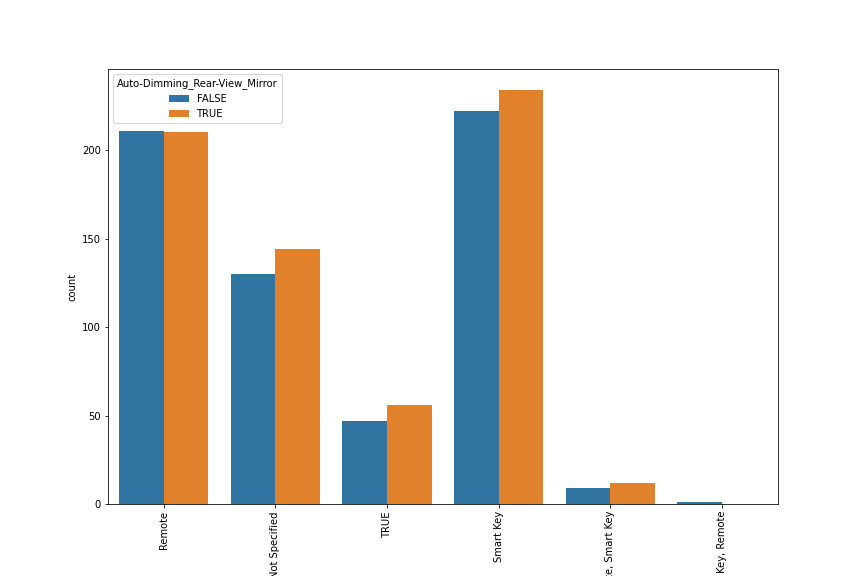 Auto-Dimming_Rear-View_Mirror
FALSE
TRUE
200
150
100
50
0
count
Remote
Not Specified
TRUE
Smart Key
, Smart Key
Key, Remote